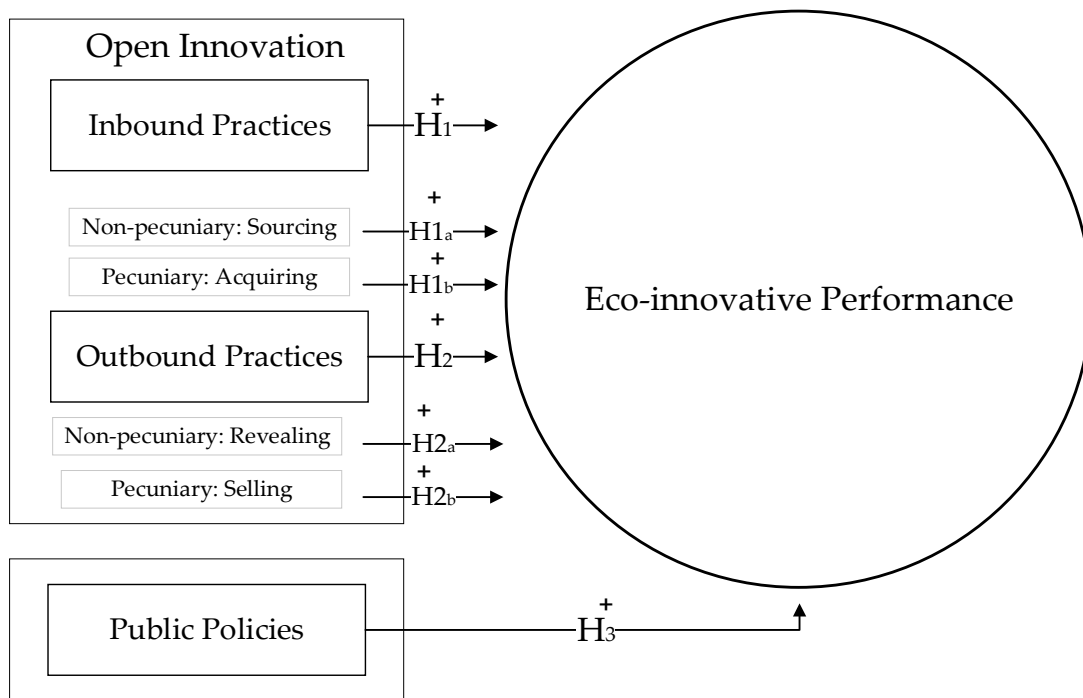 Open Innovation
Inbound Practices
+
H1
Non-pecuniary: Sourcing
+
H1a
Pecuniary: Acquiring
+
H1b
Outbound Practices
+
H2
Non-pecuniary: Revealing
+
H2a
Pecuniary: Selling
+
H2b
Eco-innovative Performance
Public Policies
+
H3